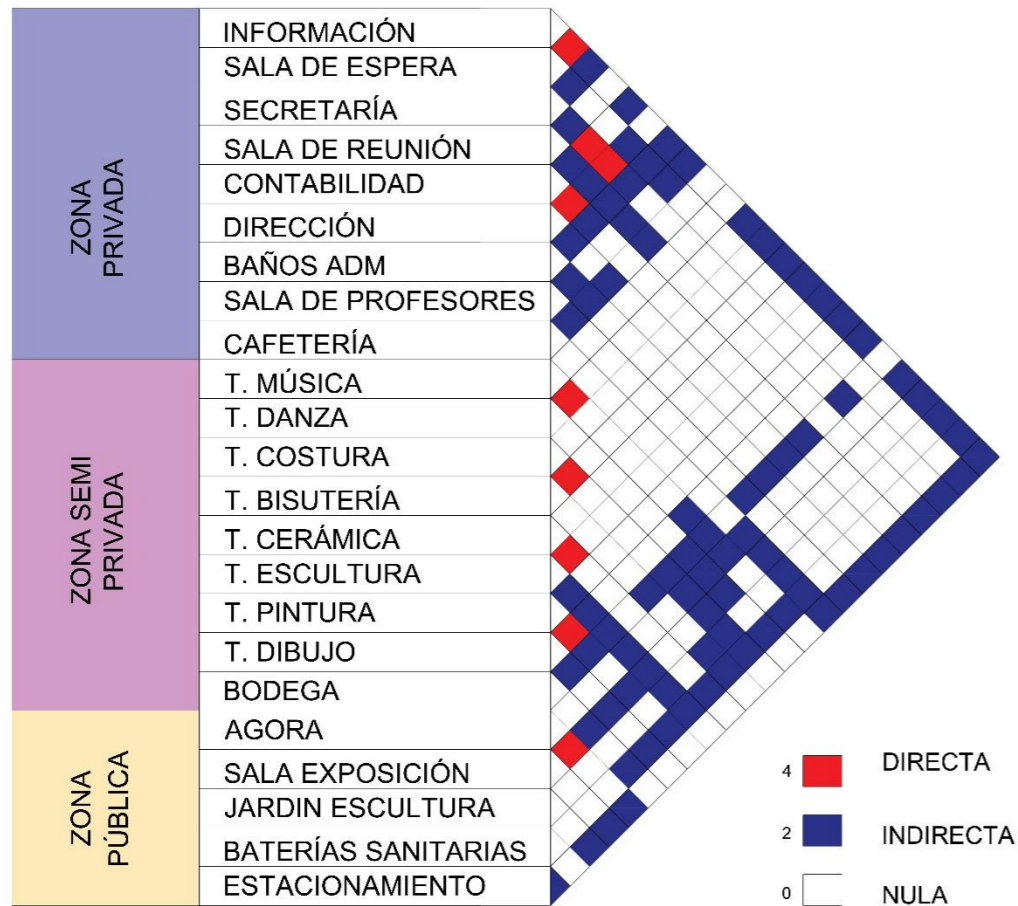 ZONA
PRIVADA
INFORMACIÓN
SALA DE ESPERA
SECRETARÍA
SALA DE REUNIÓN
CONTABILIDAD
DIRECCIÓN
BAÑOS ADM
SALA DE PROFESORES
CAFETERÍA
ZONA SEMI
PRIVADA
T. MÚSICA
T. DANZA
T. COSTURA
T. BISUTERÍA
T. CERÁMICA
T. ESCULTURA
T. PINTURA
T. DIBUJO
BODEGA
ZONA
PÚBLICA
AGORA
SALA EXPOSICIÓN
JARDIN ESCULTURA
BATERÍAS SANITARIAS
ESTACIONAMIENTO
4 DIRECTA
2 INDIRECTA
0 NULA